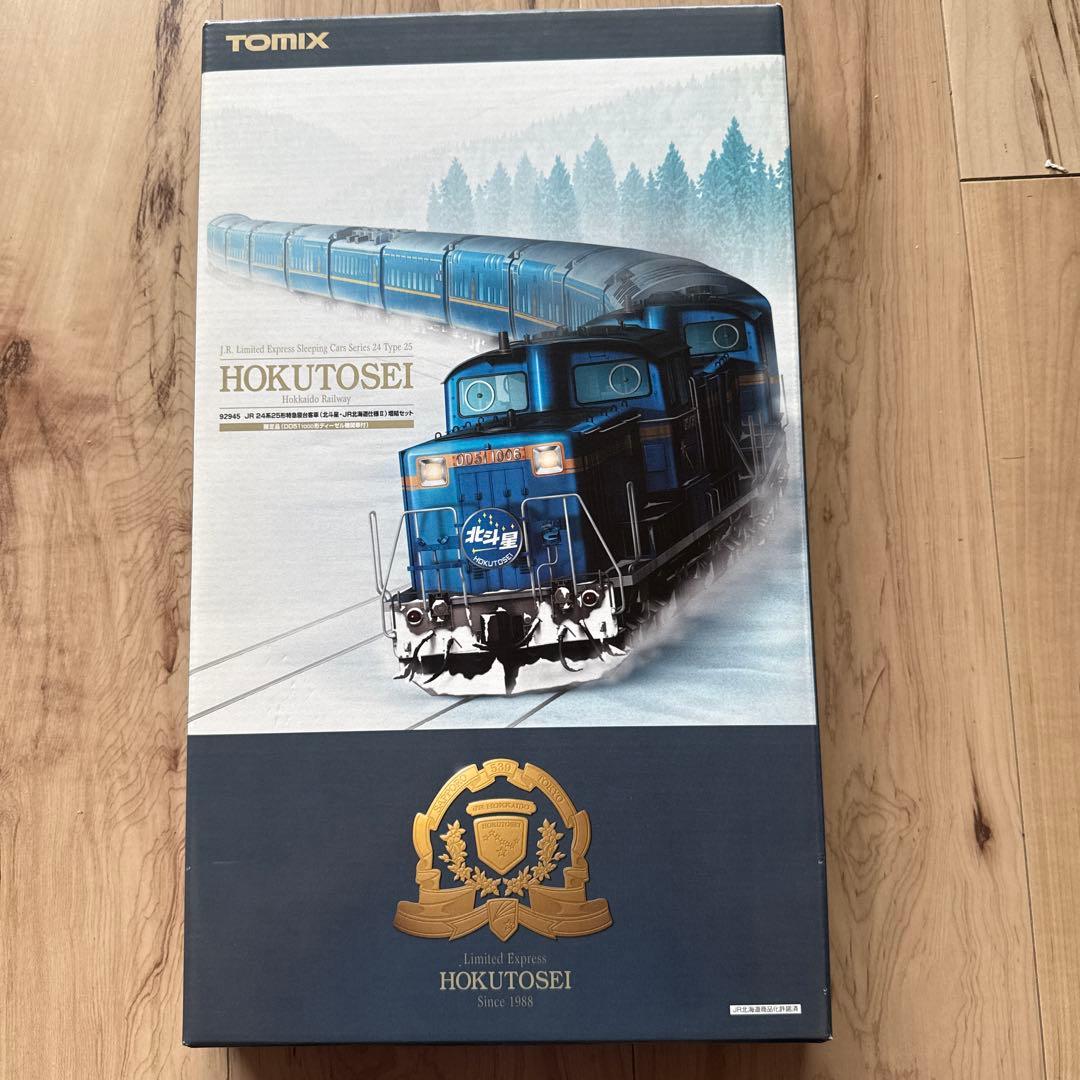 TOMIX
J.R. Limited Express Sleeping Cars Series 24 Type 25
HOKUTOSEI
Hokkaido Railway
92945 JR 24系25形特急寝台客車(北斗星・JR北海道仕様Ⅱ)増結セット
限定品(DD51 1000形ディーゼル機関車付)
DD51 1006
北斗星
HOKUTOSEI
SAPPORO 539 TOKYO
JR HOKKAIDO
HOKUTOSEI
Limited Express
HOKUTOSEI
Since 1988
JR北海道商品化許諾済